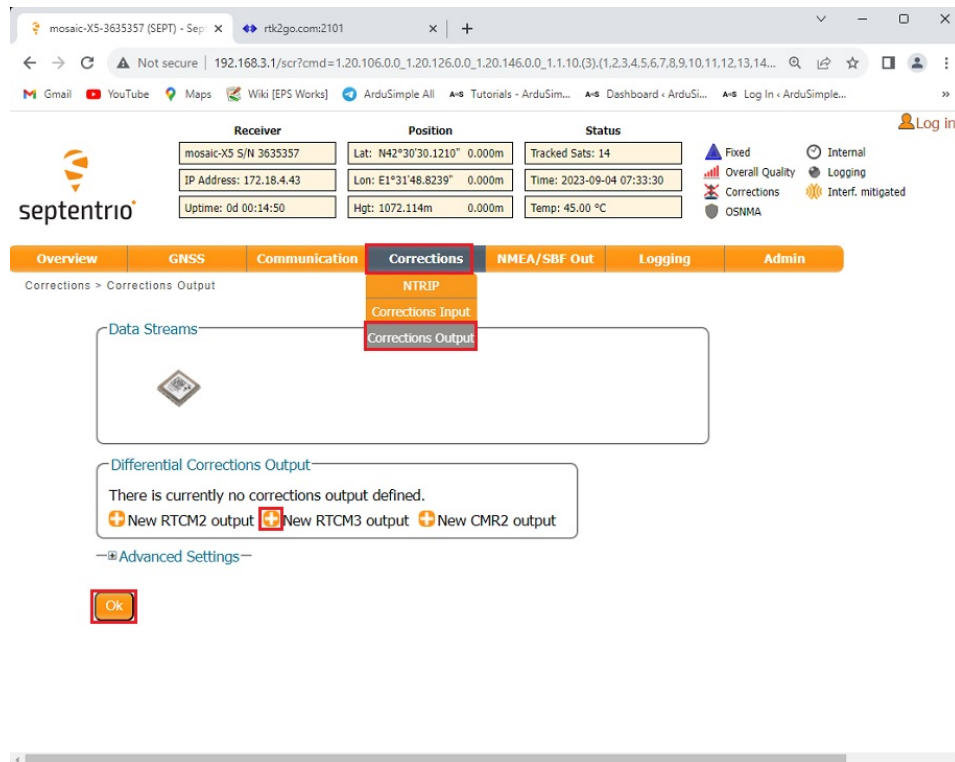 mosaic-X5-3635357 (SEPT) - Sep
rtk2go.com:2101
Not secure | 192.168.3.1/scr?cmd=1.20.106.0.0_1.20.126.0.0_1.20.146.0.0_1.1.10.(3).(1,2,3,4,5,6,7,8,9,10,11,12,13,14...
Gmail YouTube Maps Wiki [EPS Works] ArduSimple All A=S Tutorials - ArduSim... A=S Dashboard ‹ ArduSi... A=S Log In ‹ ArduSimple... »
Log in
Receiver Position Status
mosaic-X5 S/N 3635357 Lat: N42°30'30.1210" 0.000m Tracked Sats: 14 Fixed Internal
IP Address: 172.18.4.43 Lon: E1°31'48.8239" 0.000m Time: 2023-09-04 07:33:30 Overall Quality Logging
Corrections Interf. mitigated
septentrio Uptime: 0d 00:14:50 Hgt: 1072.114m 0.000m Temp: 45.00 °C OSNMA
Overview GNSS Communication Corrections NMEA/SBF Out Logging Admin
Corrections > Corrections Output NTRIP
Corrections Input
Corrections Output
Data Streams
Differential Corrections Output
There is currently no corrections output defined.
New RTCM2 output New RTCM3 output New CMR2 output
Advanced Settings
Ok